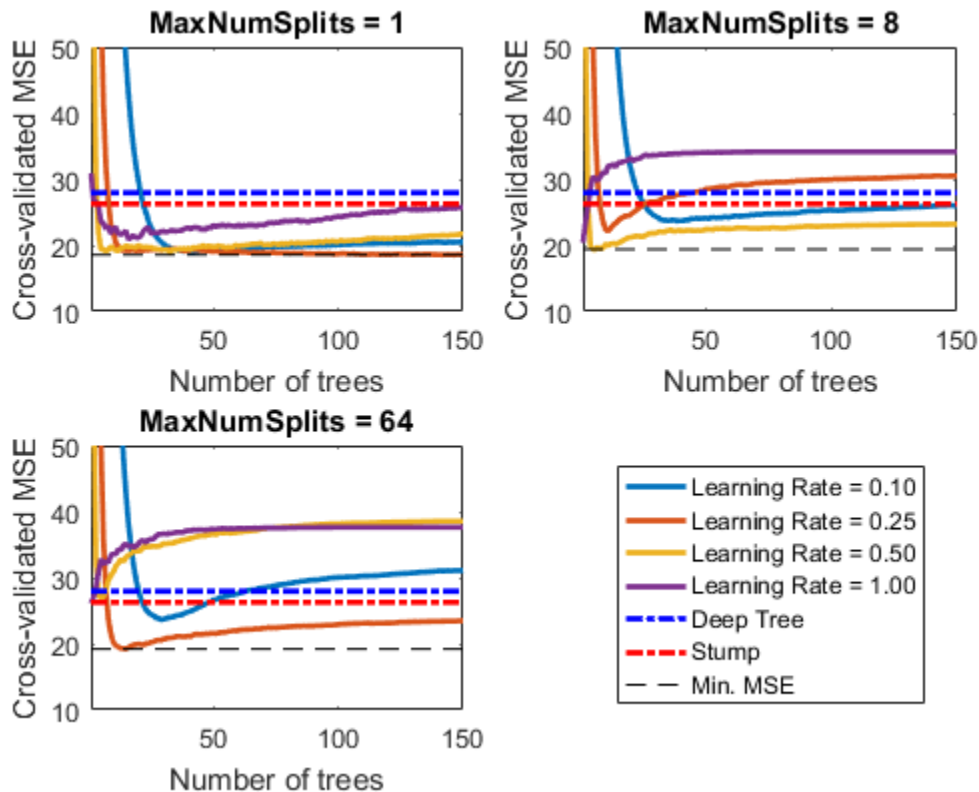 MaxNumSplits = 1
50
40
30
20
10
Cross-validated MSE
50
100
150
Number of trees
MaxNumSplits = 8
50
40
30
20
10
Cross-validated MSE
50
100
150
Number of trees
MaxNumSplits = 64
50
40
30
20
10
Cross-validated MSE
50
100
150
Number of trees
Learning Rate = 0.10
Learning Rate = 0.25
Learning Rate = 0.50
Learning Rate = 1.00
Deep Tree
Stump
Min. MSE